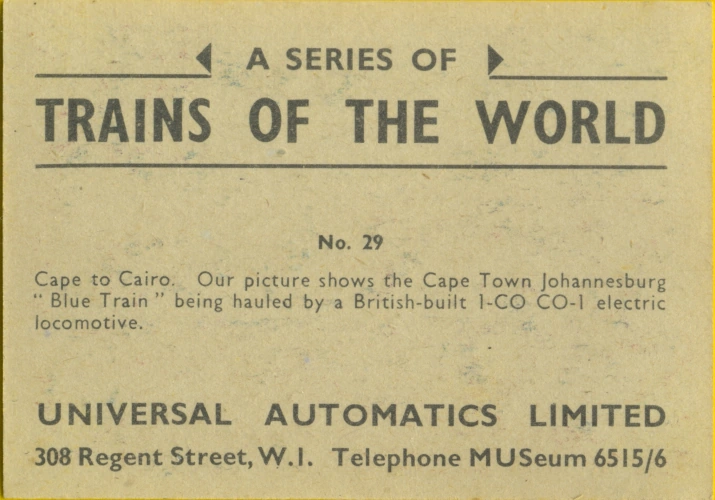 A SERIES OF
TRAINS OF THE WORLD
No. 29
Cape to Cairo. Our picture shows the Cape Town Johannesburg
" Blue Train " being hauled by a British-built 1-CO CO-1 electric
locomotive.
UNIVERSAL AUTOMATICS LIMITED
308 Regent Street, W.1. Telephone MUSeum 6515/6